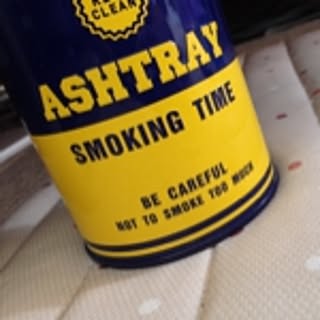 CLEAN
ASHTRAY
SMOKING TIME
BE CAREFUL
NOT TO SMOKE TOO MUCH